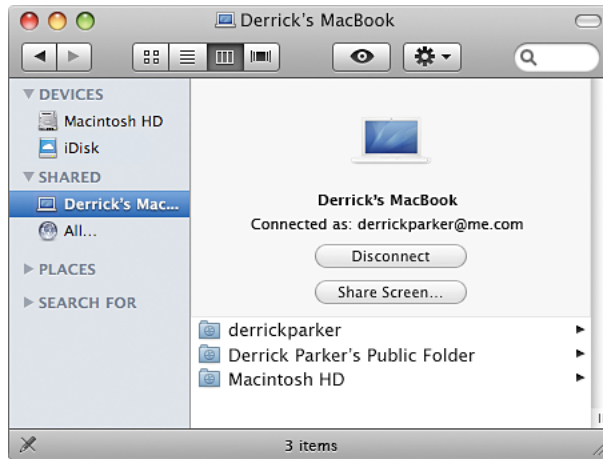 Derrick's MacBook
DEVICES
Macintosh HD
iDisk
SHARED
Derrick's Mac...
All...
PLACES
SEARCH FOR
Derrick's MacBook
Connected as: derrickparker@me.com
Disconnect
Share Screen...
derrickparker
Derrick Parker's Public Folder
Macintosh HD
3 items